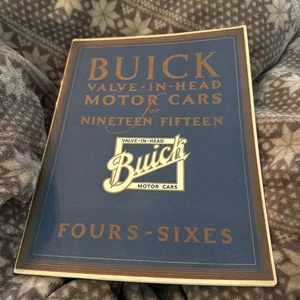 BUICK
VALVE-IN-HEAD
MOTOR CARS
for
NINETEEN FIFTEEN
VALVE-IN-HEAD
Buick
MOTOR CARS
FOURS-SIXES